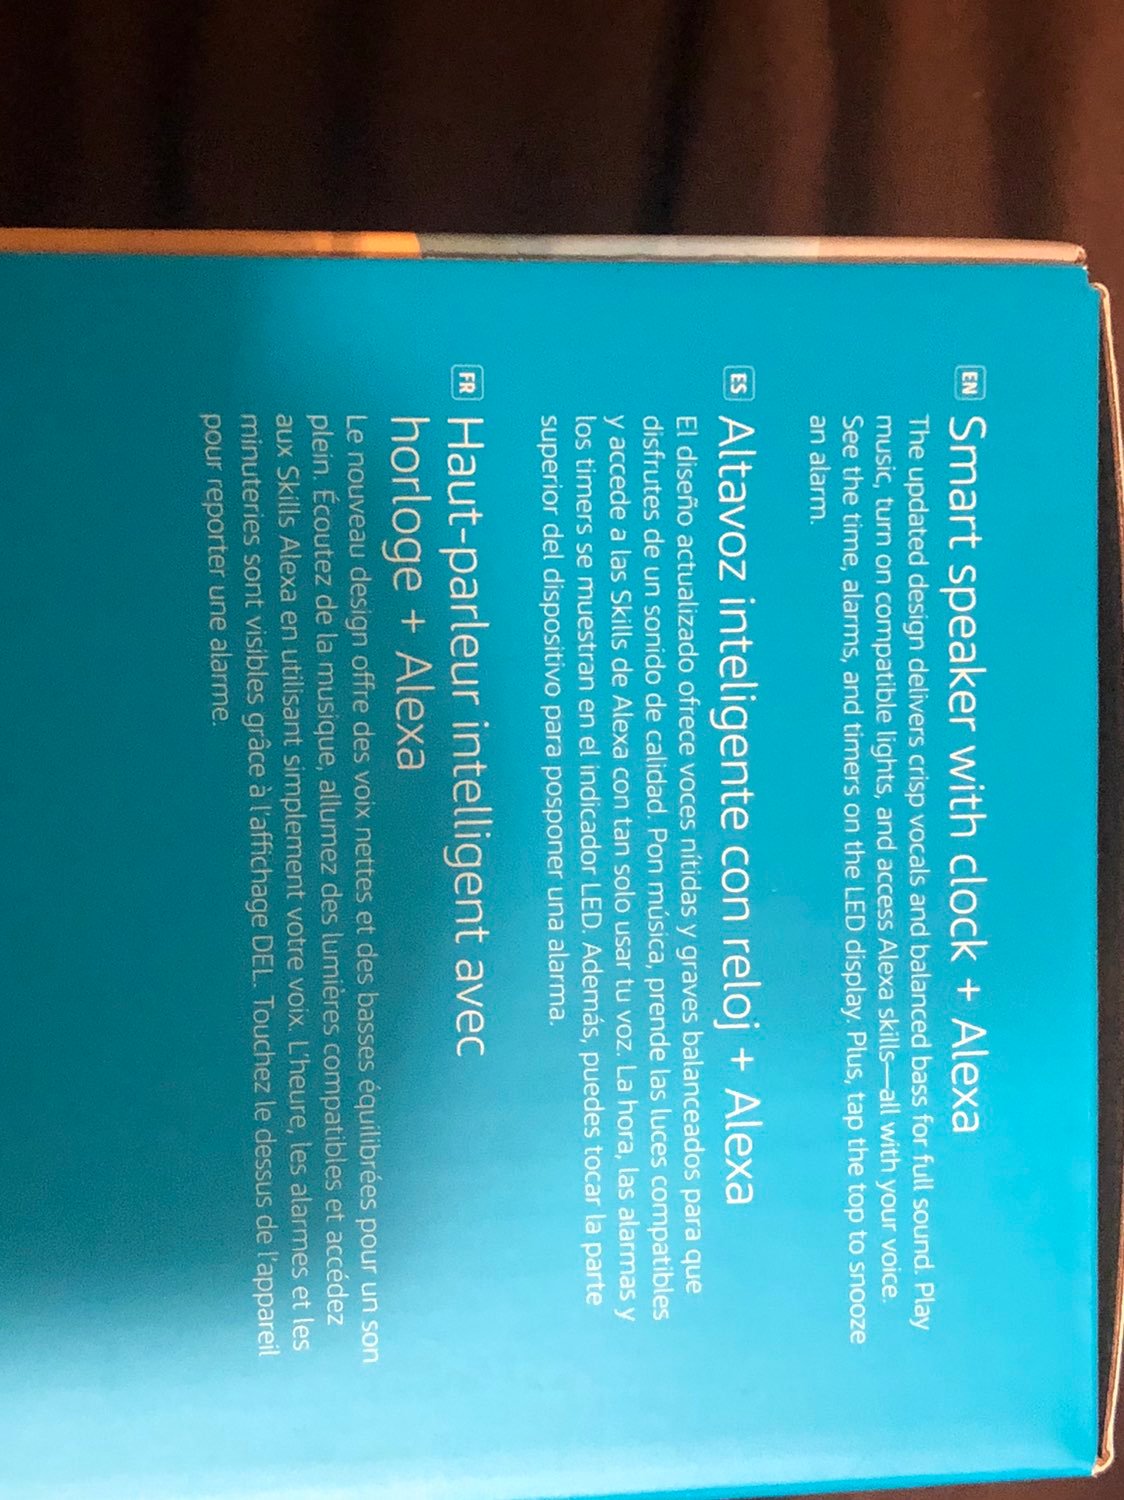 EN Smart speaker with clock + Alexa
The updated design delivers crisp vocals and balanced bass for full sound. Play
music, turn on compatible lights, and access Alexa skills—all with your voice.
See the time, alarms, and timers on the LED display. Plus, tap the top to snooze
an alarm.
ES Altavoz inteligente con reloj + Alexa
El diseño actualizado ofrece voces nítidas y graves balanceados para que
disfrutes de un sonido de calidad. Pon música, prende las luces compatibles
y accede a las Skills de Alexa con tan solo usar tu voz. La hora, las alarmas y
los timers se muestran en el indicador LED. Además, puedes tocar la parte
superior del dispositivo para posponer una alarma.
FR Haut-parleur intelligent avec
horloge + Alexa
Le nouveau design offre des voix nettes et des basses équilibrées pour un son
plein. Écoutez de la musique, allumez des lumières compatibles et accédez
aux Skills Alexa en utilisant simplement votre voix. L'heure, les alarmes et les
minuteries sont visibles grâce à l'affichage DEL. Touchez le dessus de l'appareil
pour reporter une alarme.